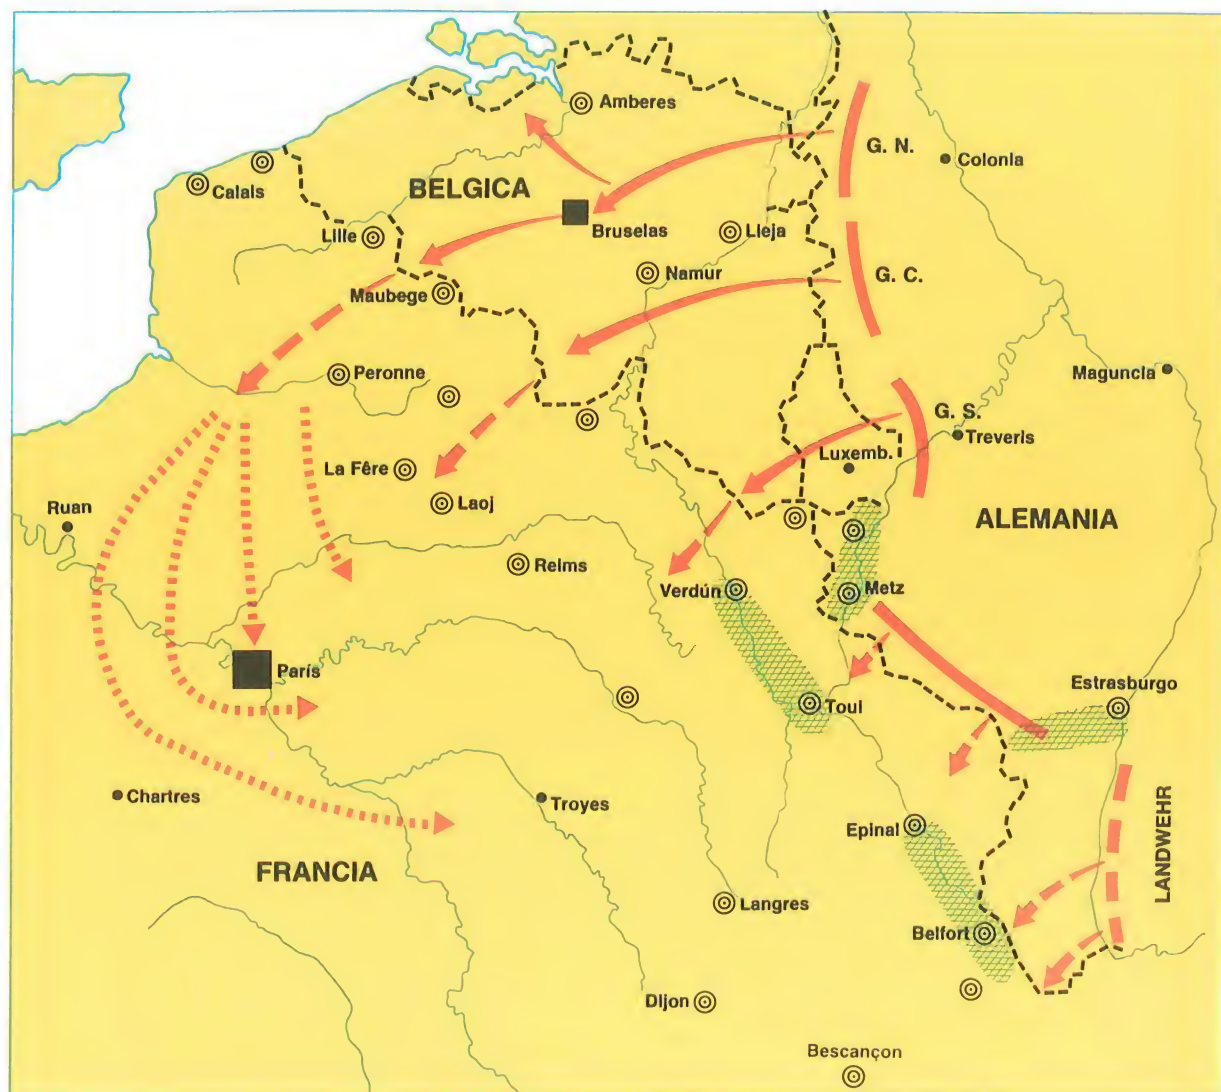 Amberes
G. N.
Colonia
Calais
BELGICA
Bruselas
Lieja
Lille
Namur
G. C.
Maubege
Peronne
Maguncia
G. S.
Treveris
Luxemb.
La Fêre
Laoj
Ruan
ALEMANIA
Reims
Verdún
Metz
París
Estrasburgo
Toul
Chartres
Troyes
Epinal
LANDWEHR
FRANCIA
Langres
Belfort
Dijon
Bescançon